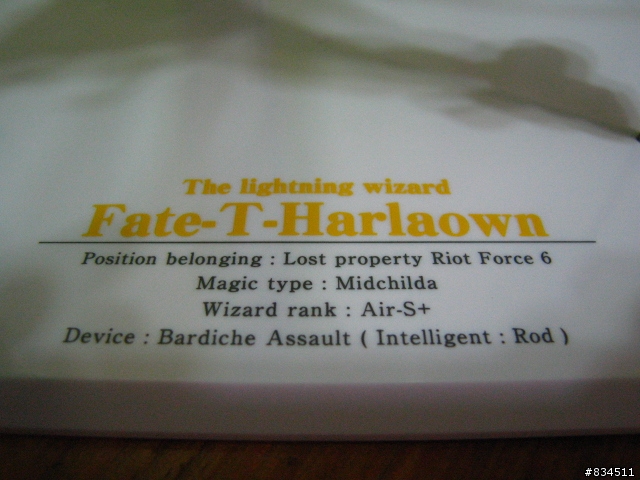 The lightning wizard
Fate-T-Harlaown
Position belonging : Lost property Riot Force 6
Magic type : Midchilda
Wizard rank : Air-S+
Device : Bardiche Assault ( Intelligent : Rod )
#834511